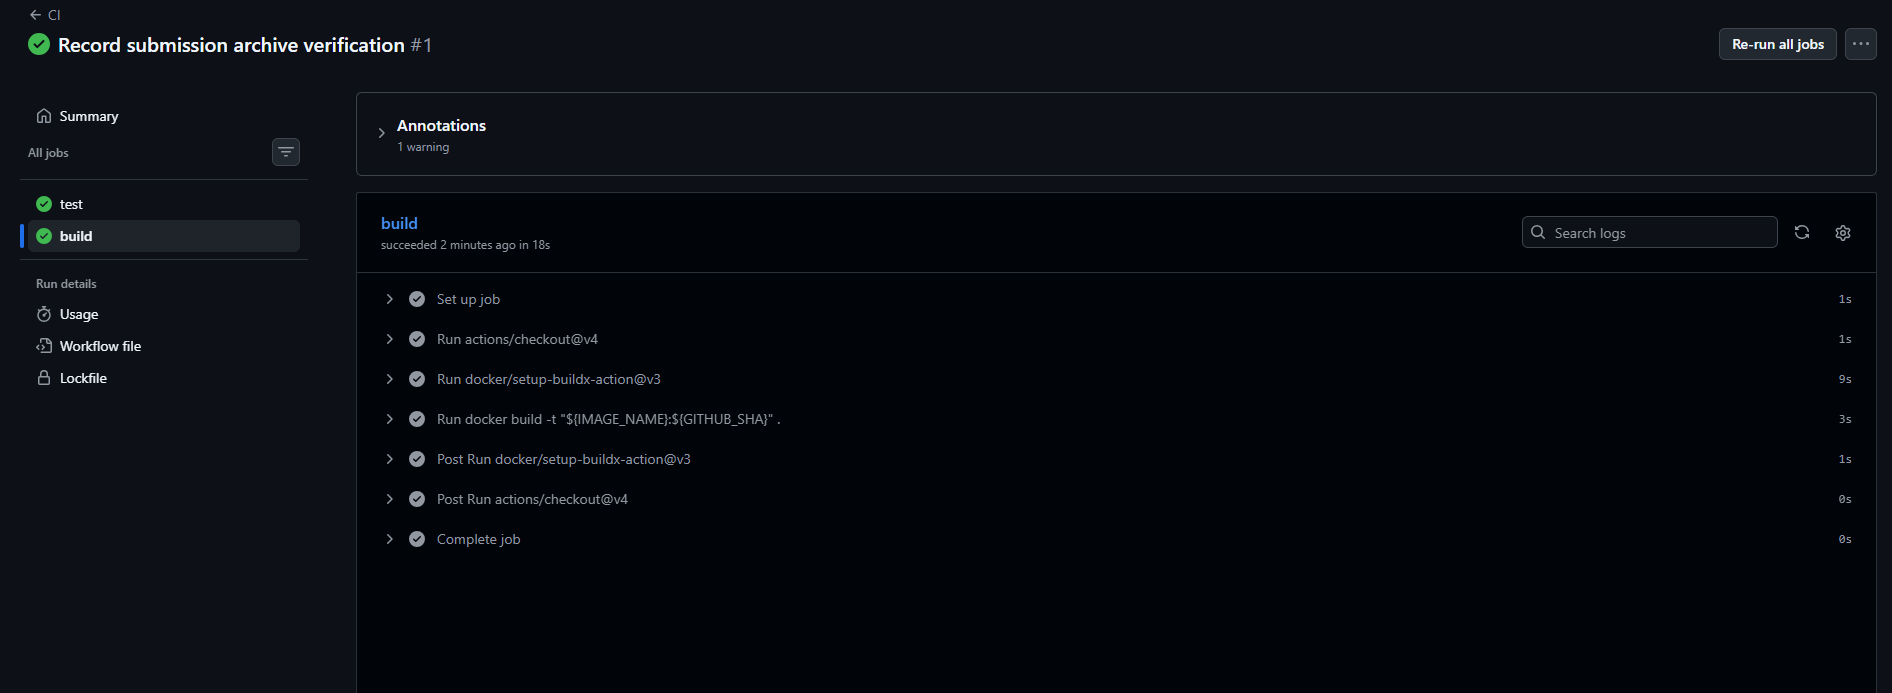 CI
Record submission archive verification #1
Re-run all jobs
Summary
All jobs
test
build
Run details
Usage
Workflow file
Lockfile
Annotations
1 warning
build
succeeded 2 minutes ago in 18s
Search logs
Set up job 1s
Run actions/checkout@v4 1s
Run docker/setup-buildx-action@v3 9s
Run docker build -t "${IMAGE_NAME}:${GITHUB_SHA}" . 3s
Post Run docker/setup-buildx-action@v3 1s
Post Run actions/checkout@v4 0s
Complete job 0s